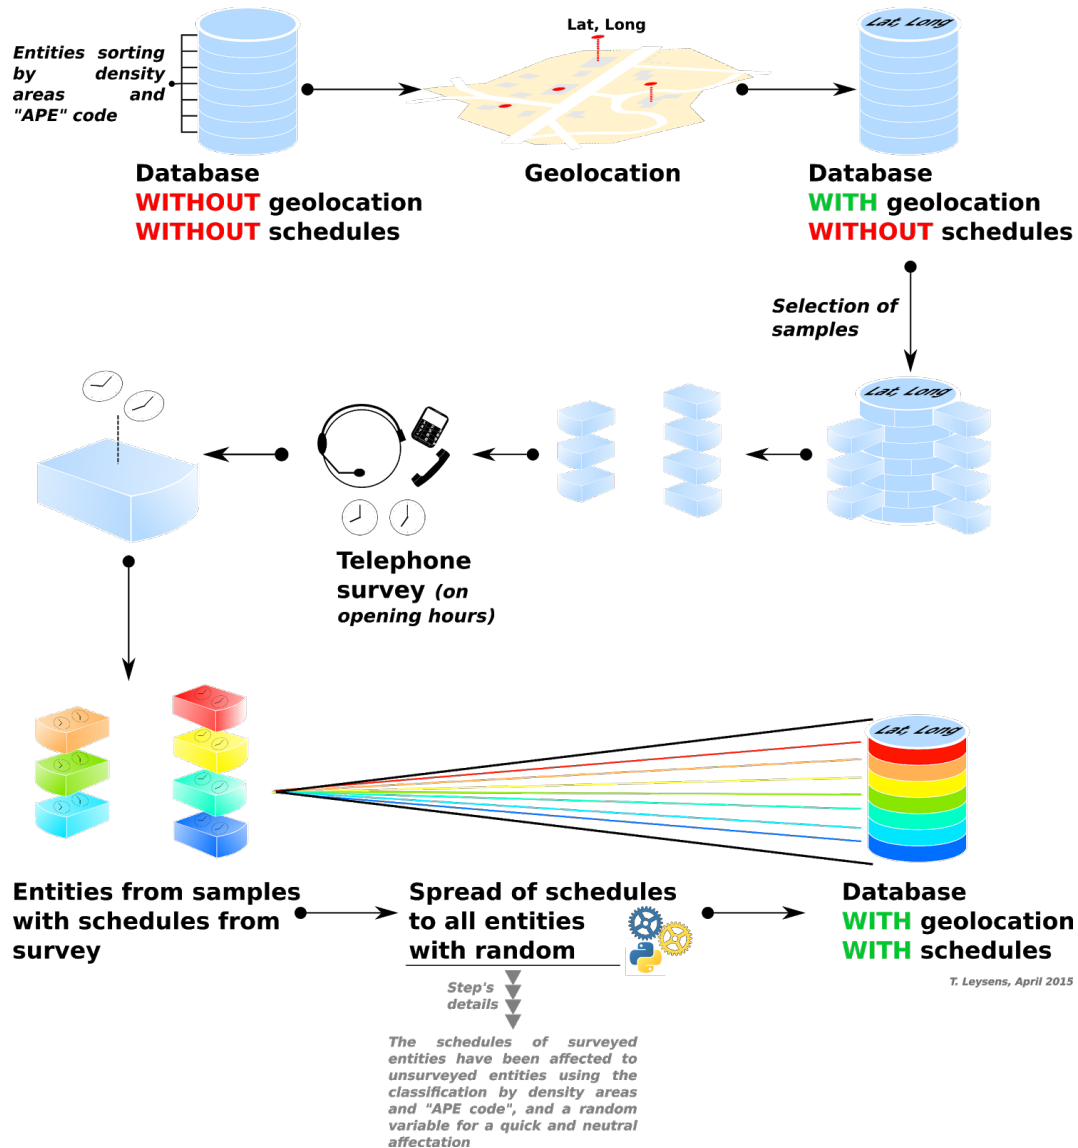 Lat, Long
Entities sorting
by density
areas and
"APE" code
Lat, Long
Database
WITHOUT geolocation
WITHOUT schedules
Geolocation
Database
WITH geolocation
WITHOUT schedules
Selection of
samples
Lat, Long
Telephone
survey (on
opening hours)
Lat, Long
Entities from samples
with schedules from
survey
Spread of schedules
to all entities
with random
Database
WITH geolocation
WITH schedules
T. Leysens, April 2015
Step's
details
The schedules of surveyed
entities have been affected to
unsurveyed entities using the
classification by density areas
and "APE code", and a random
variable for a quick and neutral
affectation